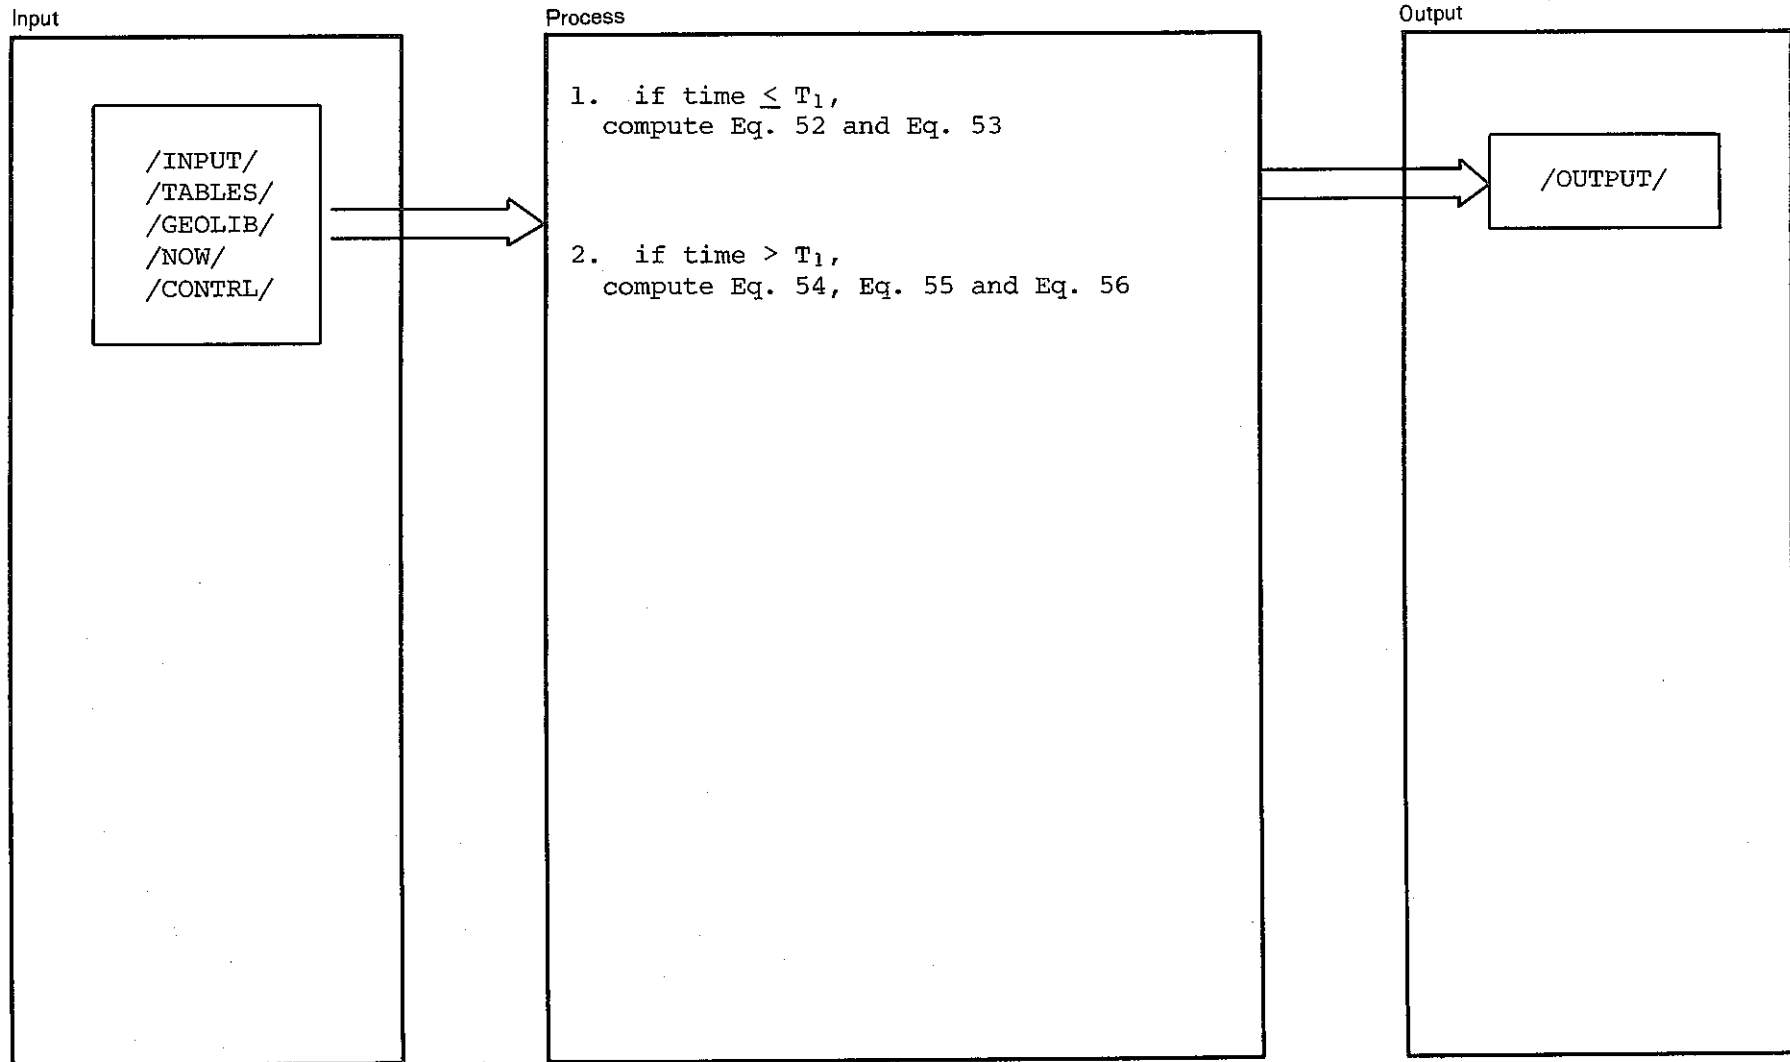 Input
/INPUT/
/TABLES/
/GEOLIB/
/NOW/
/CONTRL/
Process
1. if time ≤ T₁,
compute Eq. 52 and Eq. 53
2. if time > T₁,
compute Eq. 54, Eq. 55 and Eq. 56
Output
/OUTPUT/